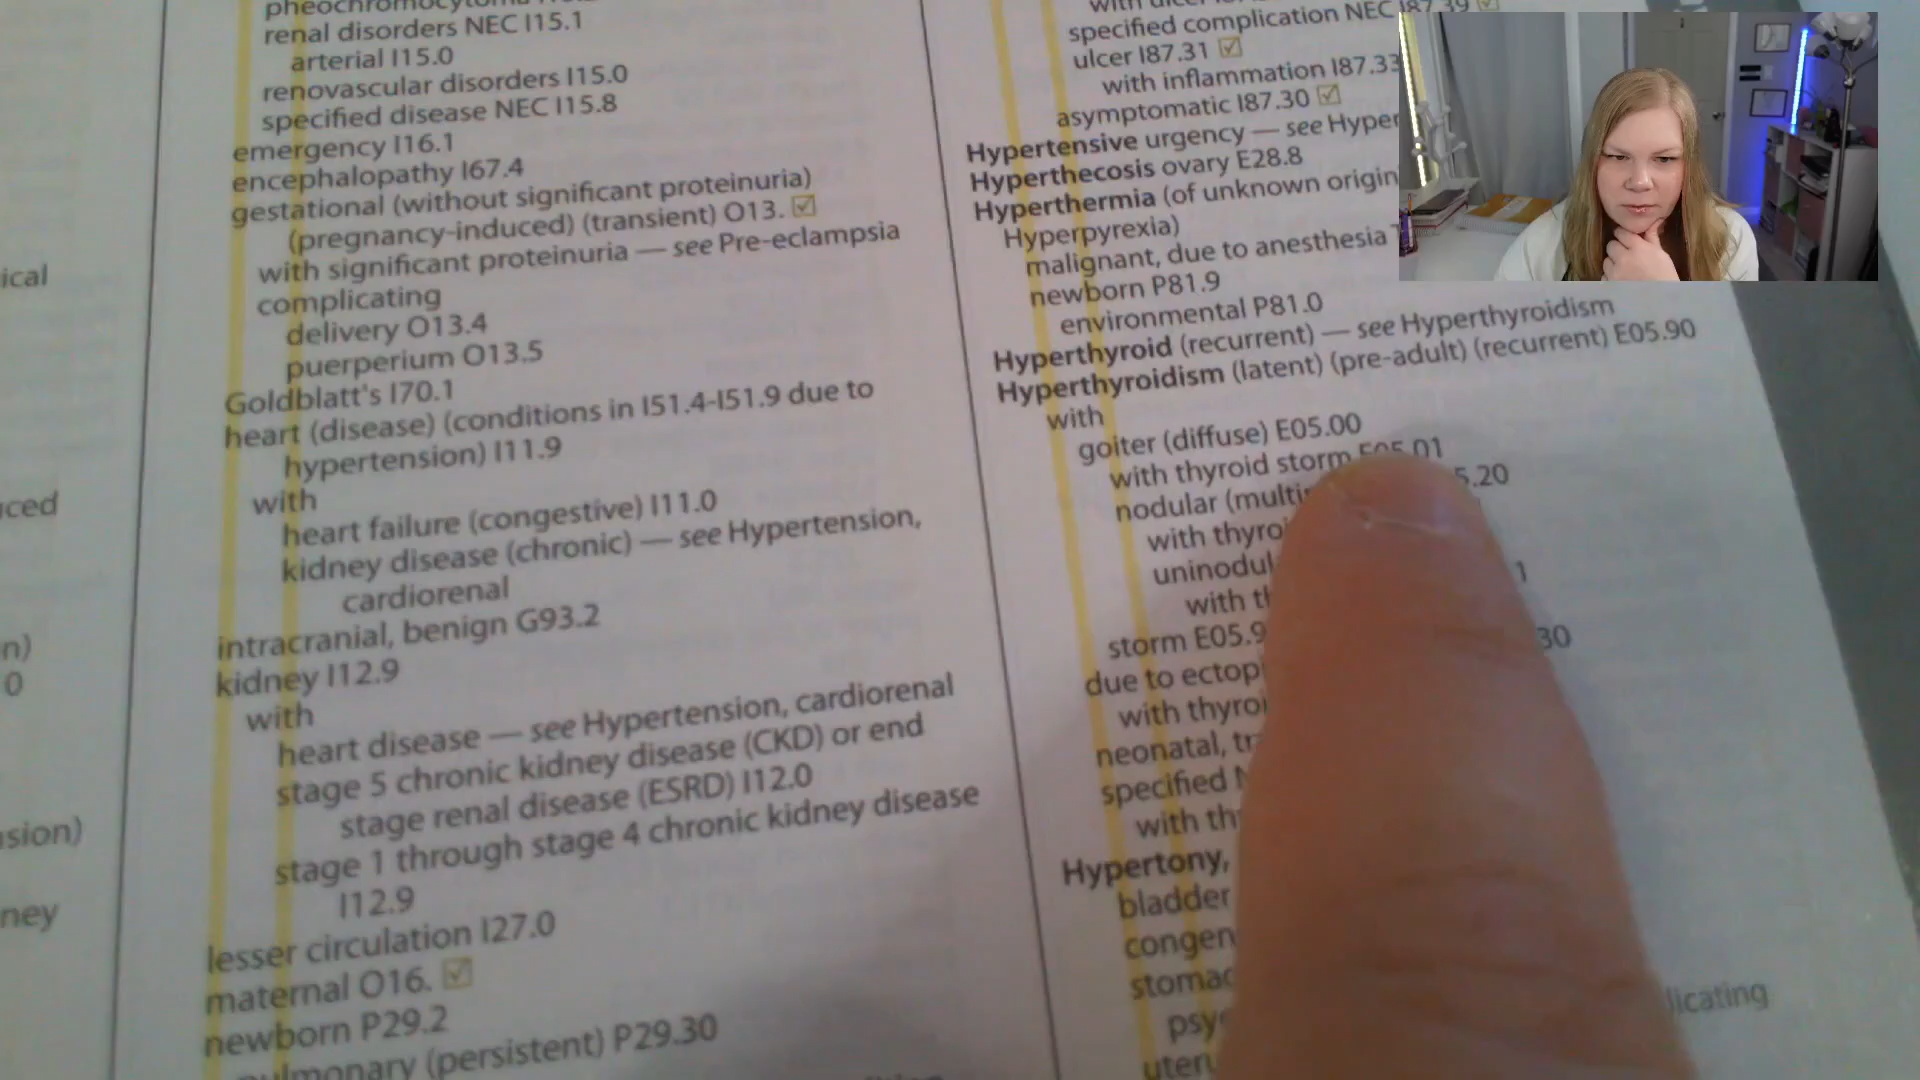 renal disorders NEC I15.1
arterial I15.0
renovascular disorders I15.0
specified disease NEC I15.8
emergency I16.1
encephalopathy I67.4
gestational (without significant proteinuria)
(pregnancy-induced) (transient) O13. ☑
with significant proteinuria — see Pre-eclampsia
complicating
delivery O13.4
puerperium O13.5
Goldblatt's I70.1
heart (disease) (conditions in I51.4-I51.9 due to
hypertension) I11.9
with
heart failure (congestive) I11.0
kidney disease (chronic) — see Hypertension,
cardiorenal
intracranial, benign G93.2
kidney I12.9
with
heart disease — see Hypertension, cardiorenal
stage 5 chronic kidney disease (CKD) or end
stage renal disease (ESRD) I12.0
stage 1 through stage 4 chronic kidney disease
I12.9
lesser circulation I27.0
maternal O16. ☑
newborn P29.2
pulmonary (persistent) P29.30
specified complication NEC I87.39 ☑
ulcer I87.31 ☑
with inflammation I87.33
asymptomatic I87.30 ☑
Hypertensive urgency — see
Hyperthecosis ovary E28.8
Hyperthermia (of unknown origin
Hyperpyrexia)
malignant, due to anesthesia
newborn P81.9
environmental P81.0
Hyperthyroid (recurrent) — see Hyperthyroidism
Hyperthyroidism (latent) (pre-adult) (recurrent) E05.90
with
goiter (diffuse) E05.00
with thyroid storm E05.01
nodular
with
with
storm
due to
with
neonatal,
specified
with
Hypertony,
bladder